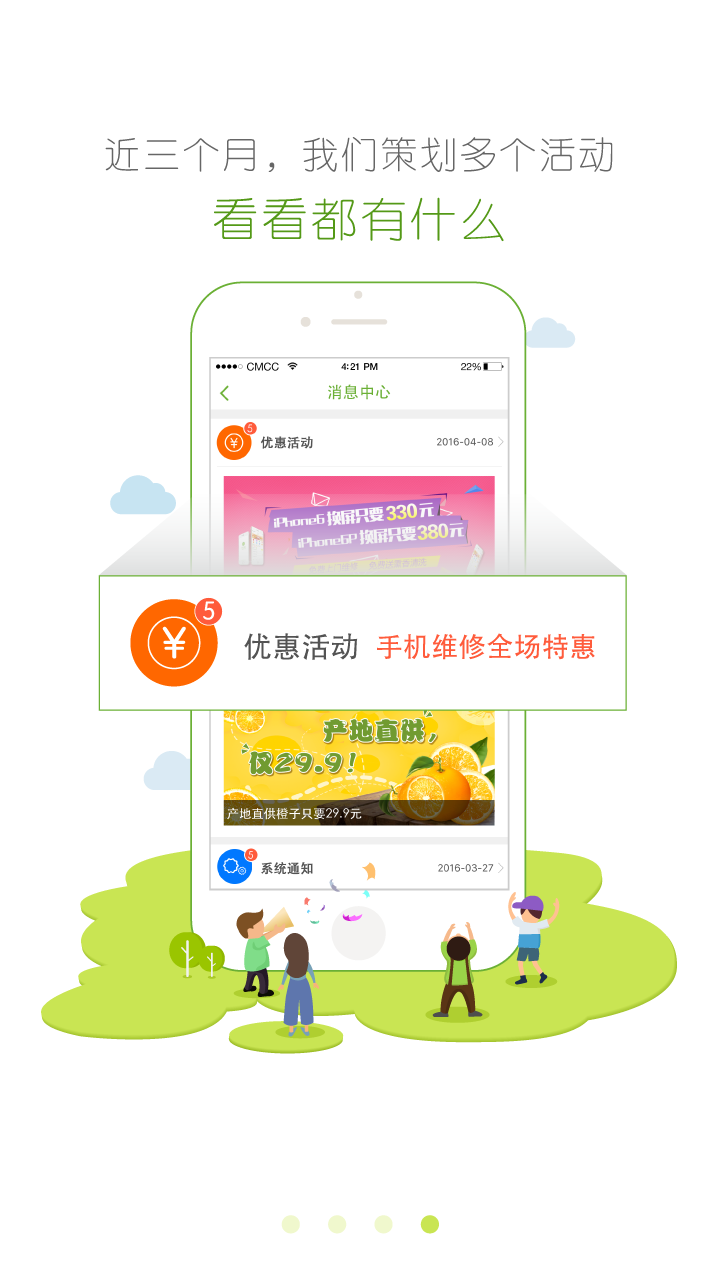 近三个月，我们策划多个活动
看看都有什么
CMCC 4:21 PM 22%
消息中心
5
优惠活动 2016-04-08
iPhone6 换屏只要330元
iPhone6P 换屏只要380元
5
优惠活动 手机维修全场特惠
产地直供，
仅29.9！
产地直供橙子只要29.9元
5
系统通知 2016-03-27